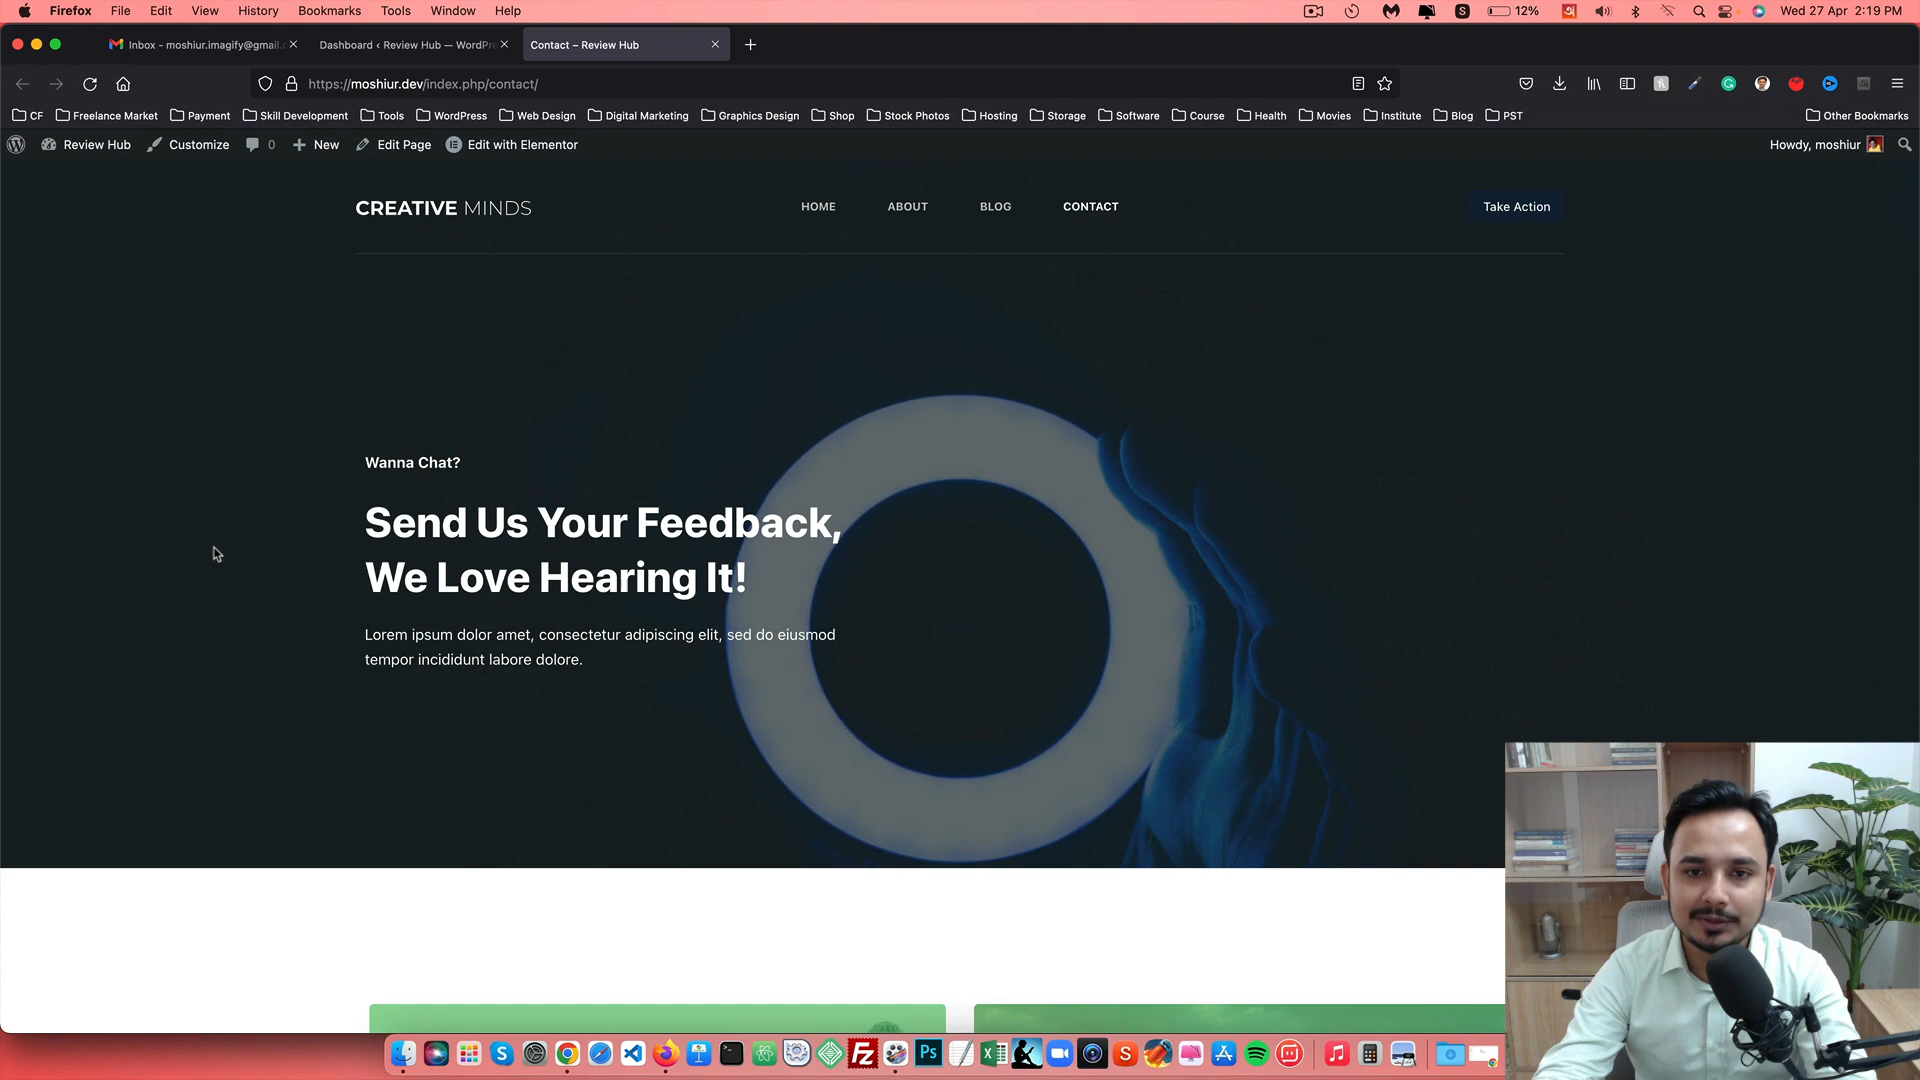 Firefox File Edit View History Bookmarks Tools Window Help 12% Wed 27 Apr 2:19 PM
Inbox - moshiur.imagify@gmail. Dashboard ‹ Review Hub — WordPre Contact – Review Hub
https://moshiur.dev/index.php/contact/
CF Freelance Market Payment Skill Development Tools WordPress Web Design Digital Marketing Graphics Design Shop Stock Photos Hosting Storage Software Course Health Movies Institute Blog PST Other Bookmarks
Review Hub Customize 0 New Edit Page Edit with Elementor Howdy, moshiur
CREATIVE MINDS HOME ABOUT BLOG CONTACT Take Action
Wanna Chat?
Send Us Your Feedback,
We Love Hearing It!
Lorem ipsum dolor amet, consectetur adipiscing elit, sed do eiusmod
tempor incididunt labore dolore.